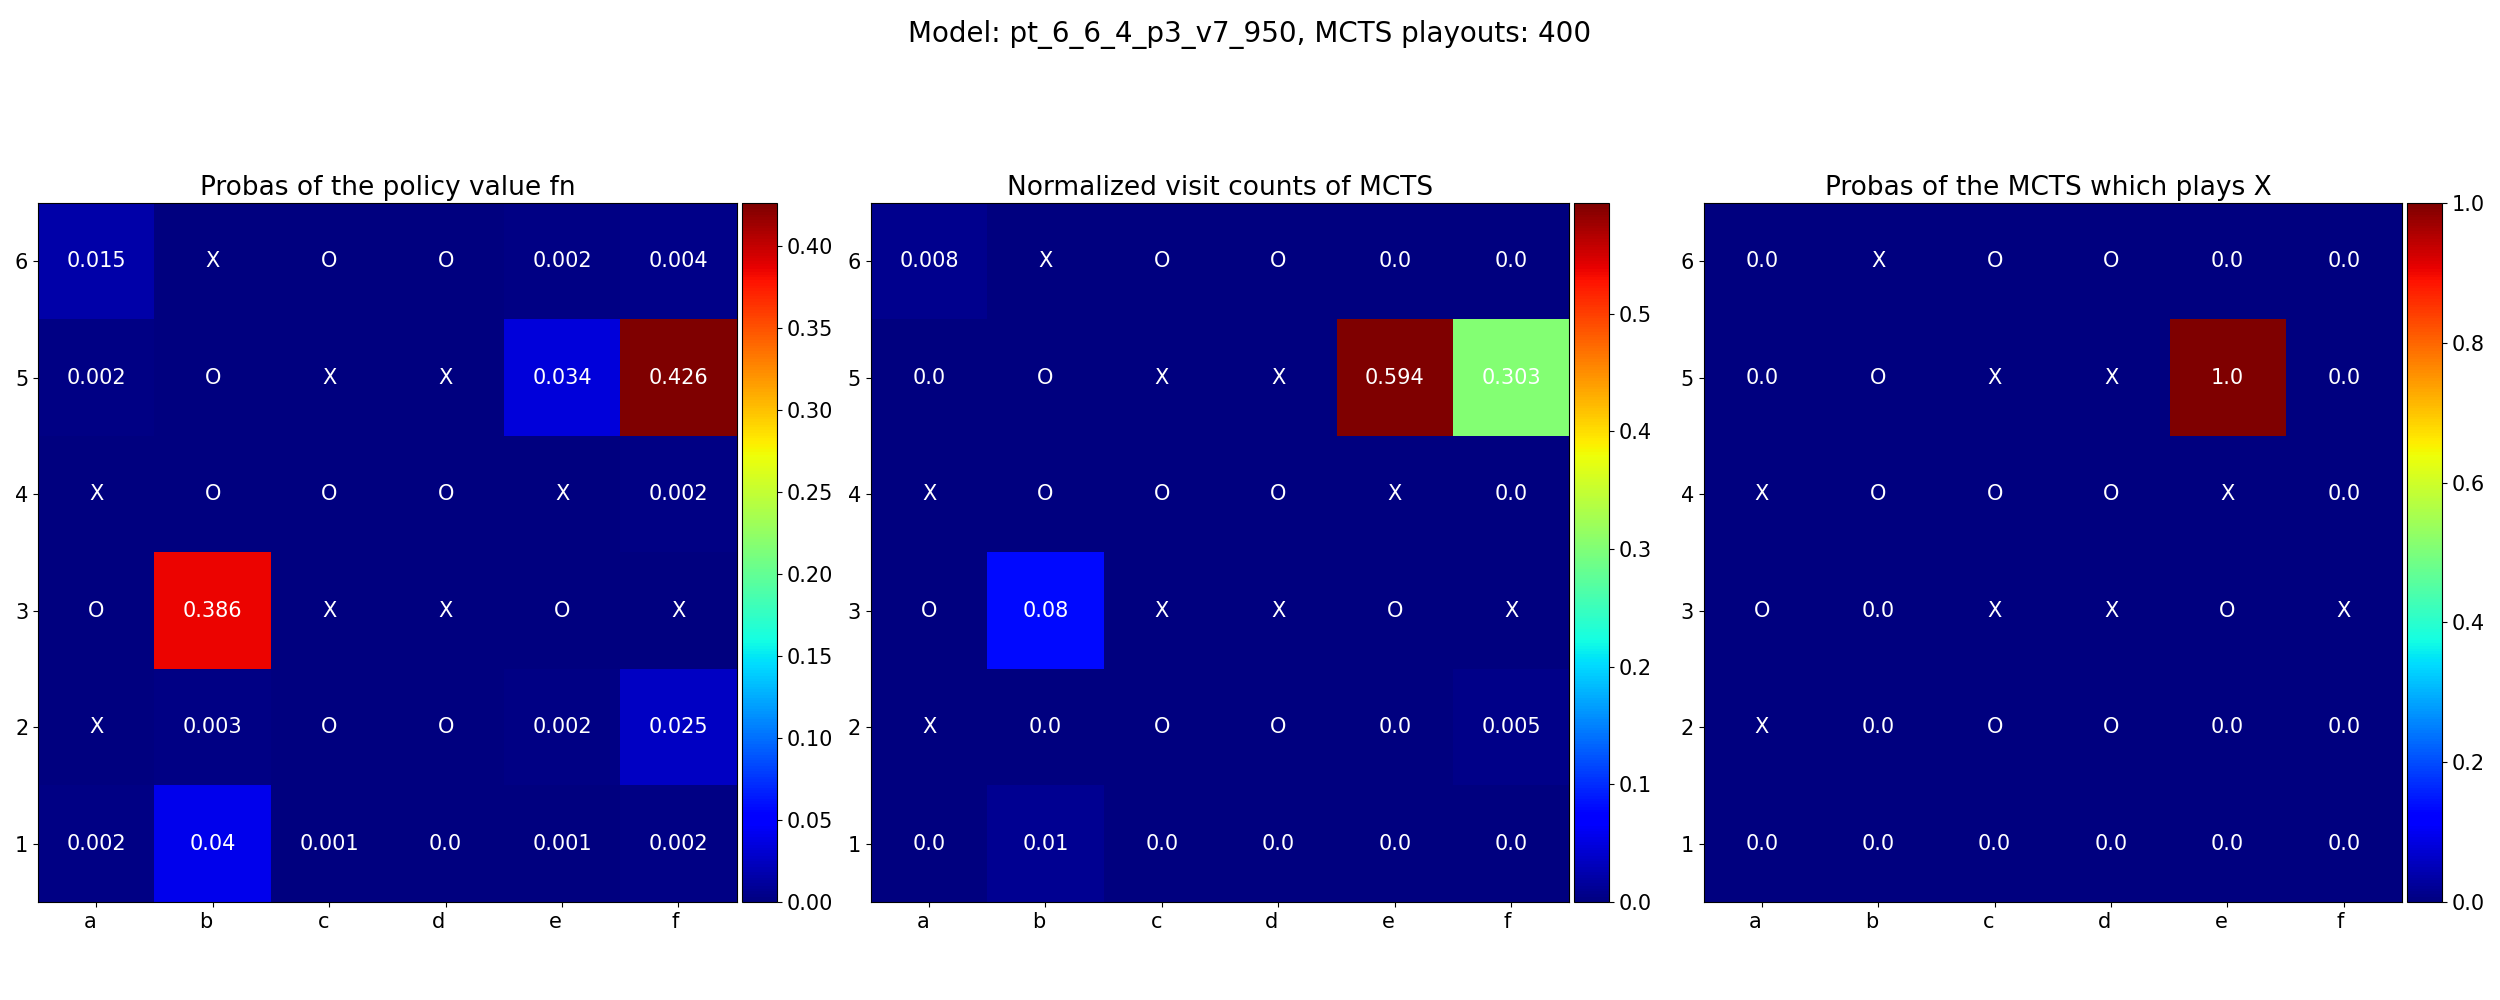 Model: pt_6_6_4_p3_v7_950, MCTS playouts: 400
Probas of the policy value fn
6 0.015 X O O 0.002 0.004
5 0.002 O X X 0.034 0.426
4 X O O O X 0.002
3 O 0.386 X X O X
2 X 0.003 O O 0.002 0.025
1 0.002 0.04 0.001 0.0 0.001 0.002
a b c d e f
0.40
0.35
0.30
0.25
0.20
0.15
0.10
0.05
0.00
Normalized visit counts of MCTS
6 0.008 X O O 0.0 0.0
5 0.0 O X X 0.594 0.303
4 X O O O X 0.0
3 O 0.08 X X O X
2 X 0.0 O O 0.0 0.005
1 0.0 0.01 0.0 0.0 0.0 0.0
a b c d e f
0.5
0.4
0.3
0.2
0.1
0.0
Probas of the MCTS which plays X
6 0.0 X O O 0.0 0.0
5 0.0 O X X 1.0 0.0
4 X O O O X 0.0
3 O 0.0 X X O X
2 X 0.0 O O 0.0 0.0
1 0.0 0.0 0.0 0.0 0.0 0.0
a b c d e f
1.0
0.8
0.6
0.4
0.2
0.0